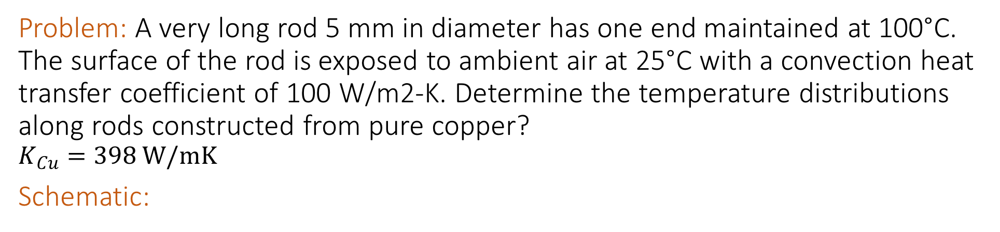 Problem: A very long rod 5 mm in diameter has one end maintained at 100°C.
The surface of the rod is exposed to ambient air at 25°C with a convection heat
transfer coefficient of 100 W/m2-K. Determine the temperature distributions
along rods constructed from pure copper?
K_{Cu} = 398 W/mK
Schematic: